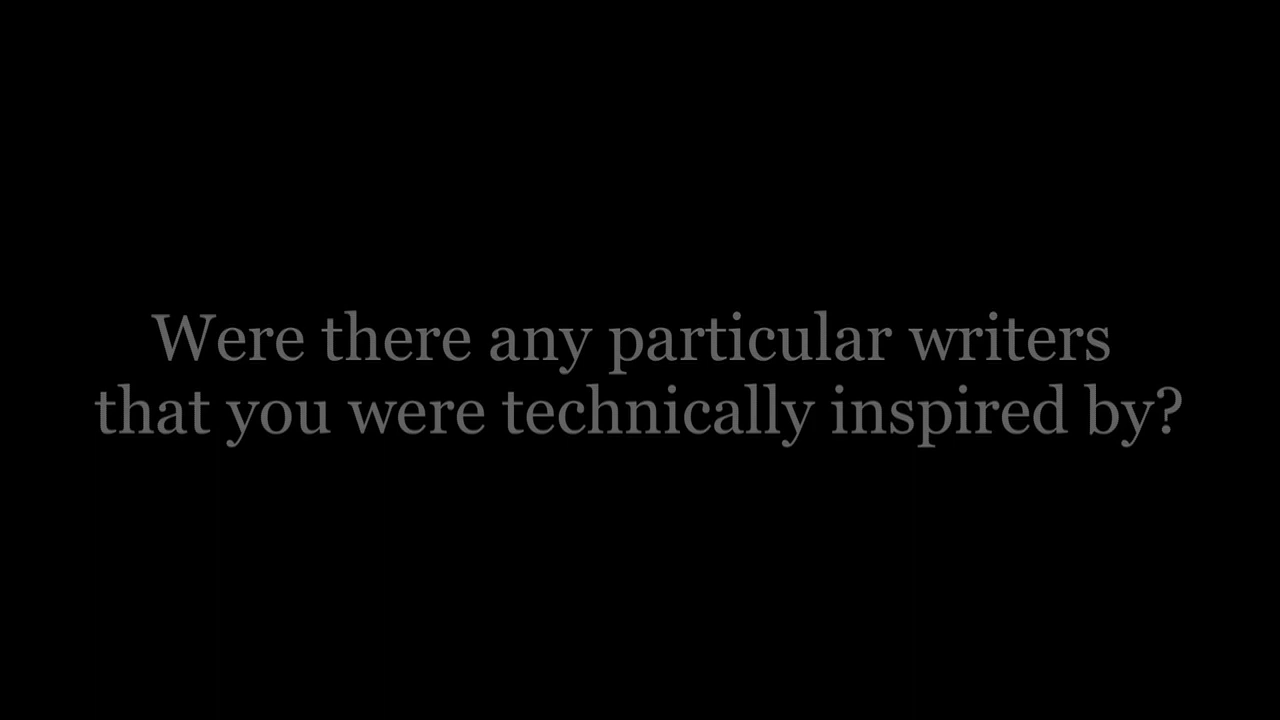 Were there any particular writers
that you were technically inspired by?